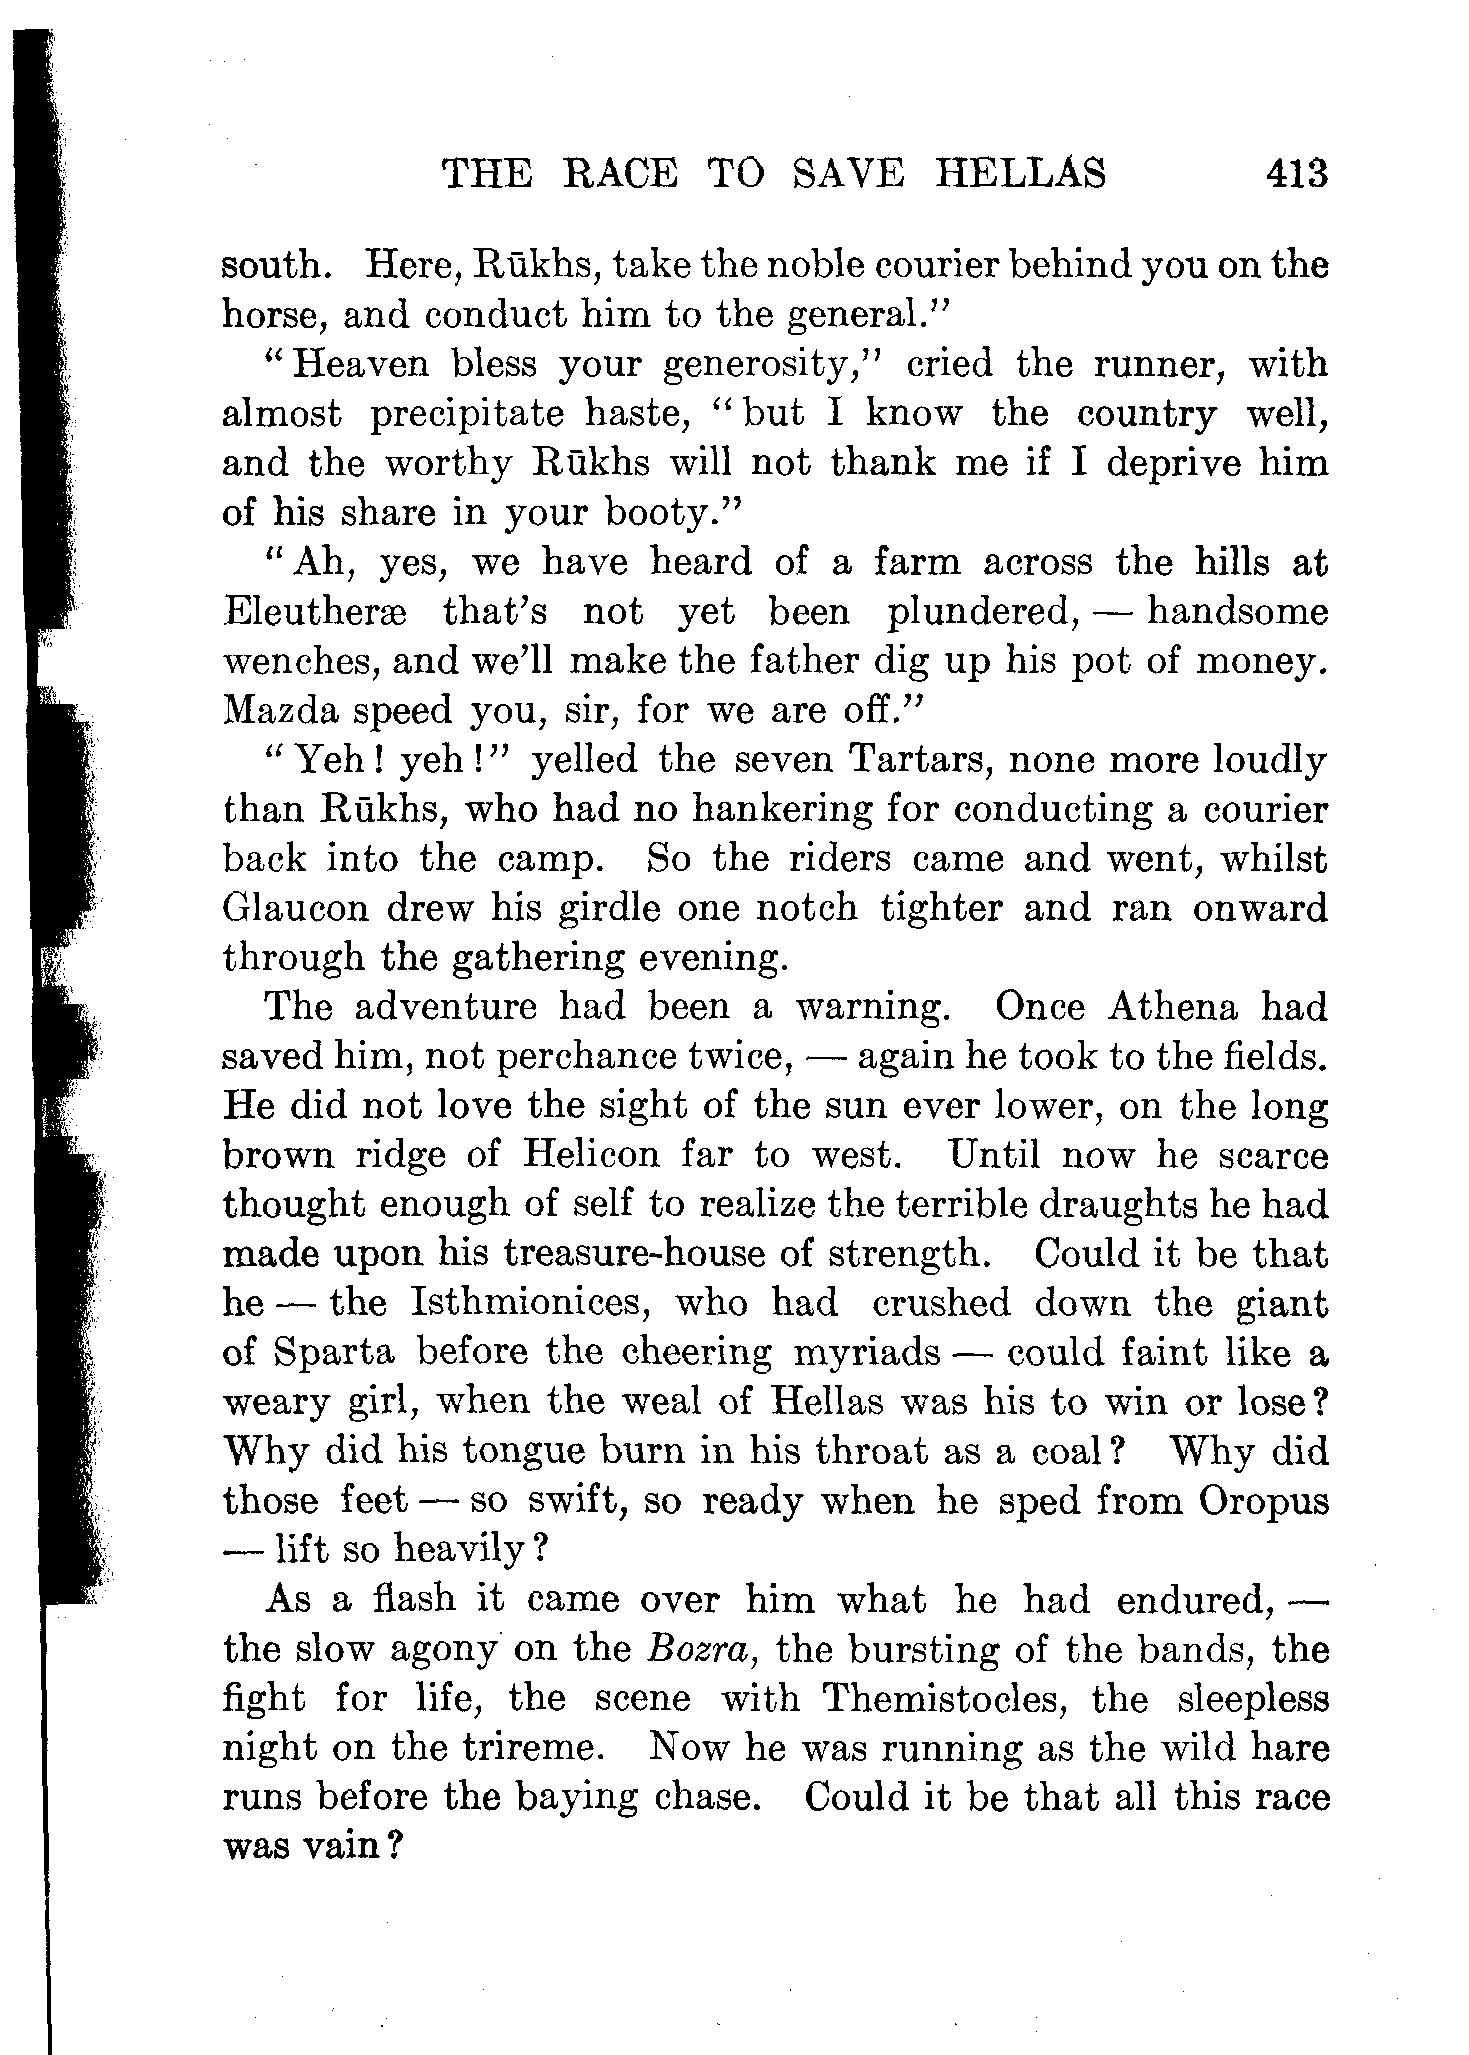 THE RACE TO SAVE HELLAS 413
south. Here, Rūkhs, take the noble courier behind you on the
horse, and conduct him to the general.”
“Heaven bless your generosity,” cried the runner, with
almost precipitate haste, “but I know the country well,
and the worthy Rūkhs will not thank me if I deprive him
of his share in your booty.”
“Ah, yes, we have heard of a farm across the hills at
Eleutheræ that’s not yet been plundered, — handsome
wenches, and we’ll make the father dig up his pot of money.
Mazda speed you, sir, for we are off.”
“Yeh! yeh!” yelled the seven Tartars, none more loudly
than Rūkhs, who had no hankering for conducting a courier
back into the camp. So the riders came and went, whilst
Glaucon drew his girdle one notch tighter and ran onward
through the gathering evening.
The adventure had been a warning. Once Athena had
saved him, not perchance twice, — again he took to the fields.
He did not love the sight of the sun ever lower, on the long
brown ridge of Helicon far to west. Until now he scarce
thought enough of self to realize the terrible draughts he had
made upon his treasure-house of strength. Could it be that
he — the Isthmionices, who had crushed down the giant
of Sparta before the cheering myriads — could faint like a
weary girl, when the weal of Hellas was his to win or lose?
Why did his tongue burn in his throat as a coal? Why did
those feet — so swift, so ready when he sped from Oropus
— lift so heavily?
As a flash it came over him what he had endured, —
the slow agony on the Bozra, the bursting of the bands, the
fight for life, the scene with Themistocles, the sleepless
night on the trireme. Now he was running as the wild hare
runs before the baying chase. Could it be that all this race
was vain?